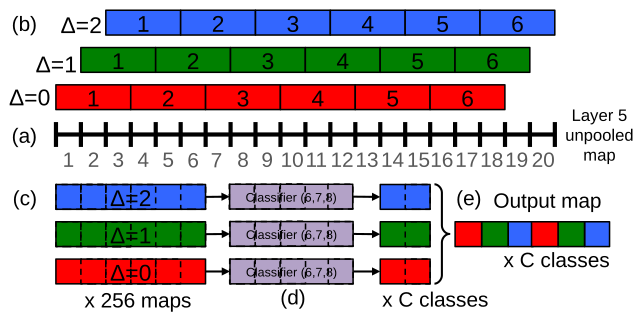 (b) Δ=2 1 2 3 4 5 6
Δ=1 1 2 3 4 5 6
Δ=0 1 2 3 4 5 6
(a)
Layer 5
unpooled
map
1 2 3 4 5 6 7 8 9 10 11 12 13 14 15 16 17 18 19 20
(c) Δ=2 Classifier (6,7,8)
Δ=1 Classifier (6,7,8)
Δ=0 Classifier (6,7,8)
x 256 maps
(d)
x C classes
(e) Output map
x C classes